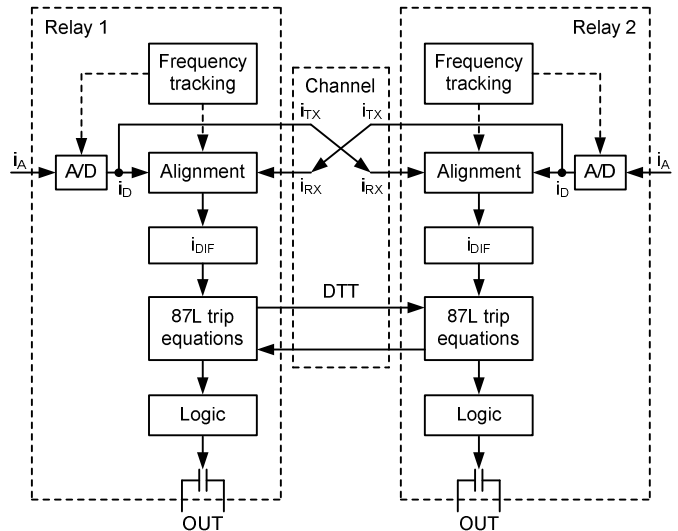 Relay 1
Relay 2
Frequency
tracking
Channel
Frequency
tracking
iTX
iTX
iA
A/D
iD
Alignment
iRX
iRX
Alignment
iD
A/D
iA
iDIF
iDIF
DTT
87L trip
equations
87L trip
equations
Logic
Logic
OUT
OUT